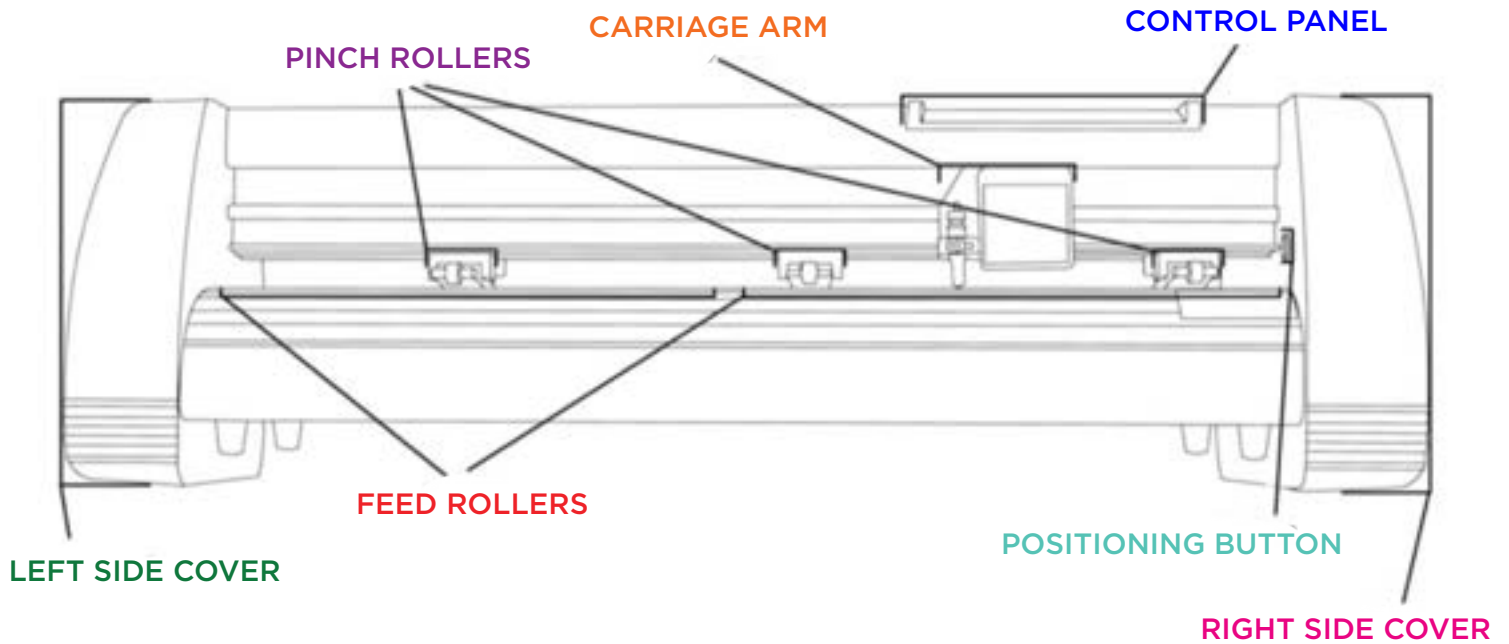 CONTROL PANEL
CARRIAGE ARM
PINCH ROLLERS
FEED ROLLERS
POSITIONING BUTTON
LEFT SIDE COVER
RIGHT SIDE COVER